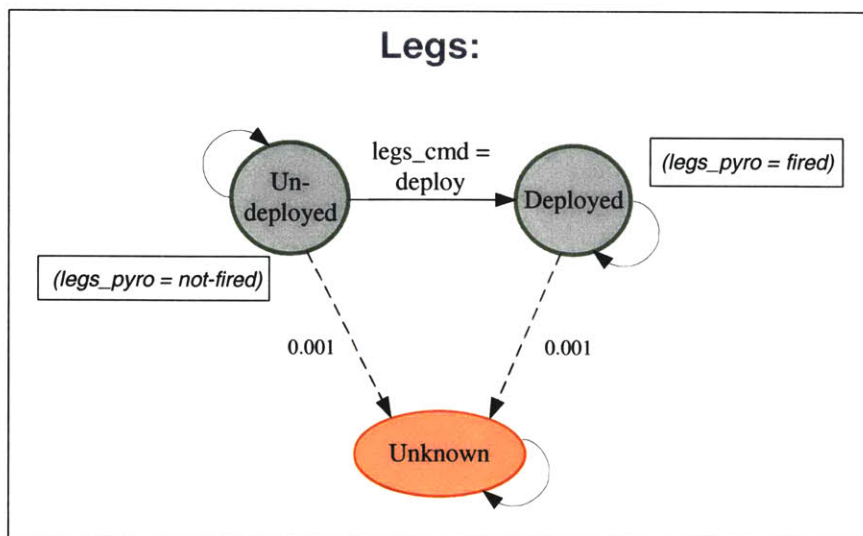 Legs:
legs_cmd =
deploy
(legs_pyro = fired)
Un-
deployed
Deployed
(legs_pyro = not-fired)
0.001
0.001
Unknown